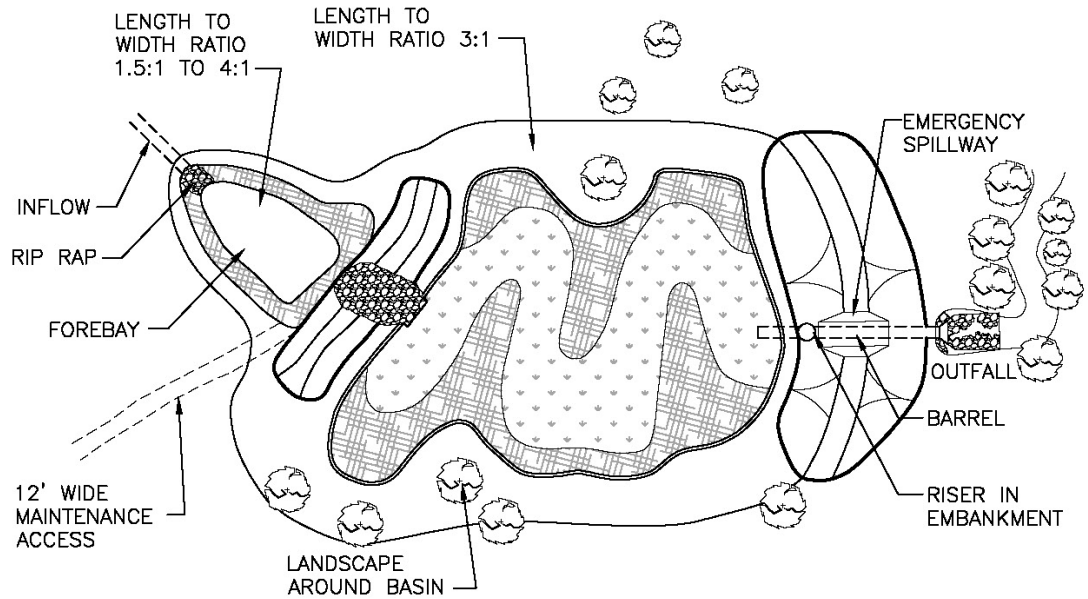 LENGTH TO
WIDTH RATIO
1.5:1 TO 4:1
LENGTH TO
WIDTH RATIO 3:1
EMERGENCY
SPILLWAY
INFLOW
RIP RAP
FOREBAY
OUTFALL
BARREL
RISER IN
EMBANKMENT
12' WIDE
MAINTENANCE
ACCESS
LANDSCAPE
AROUND BASIN